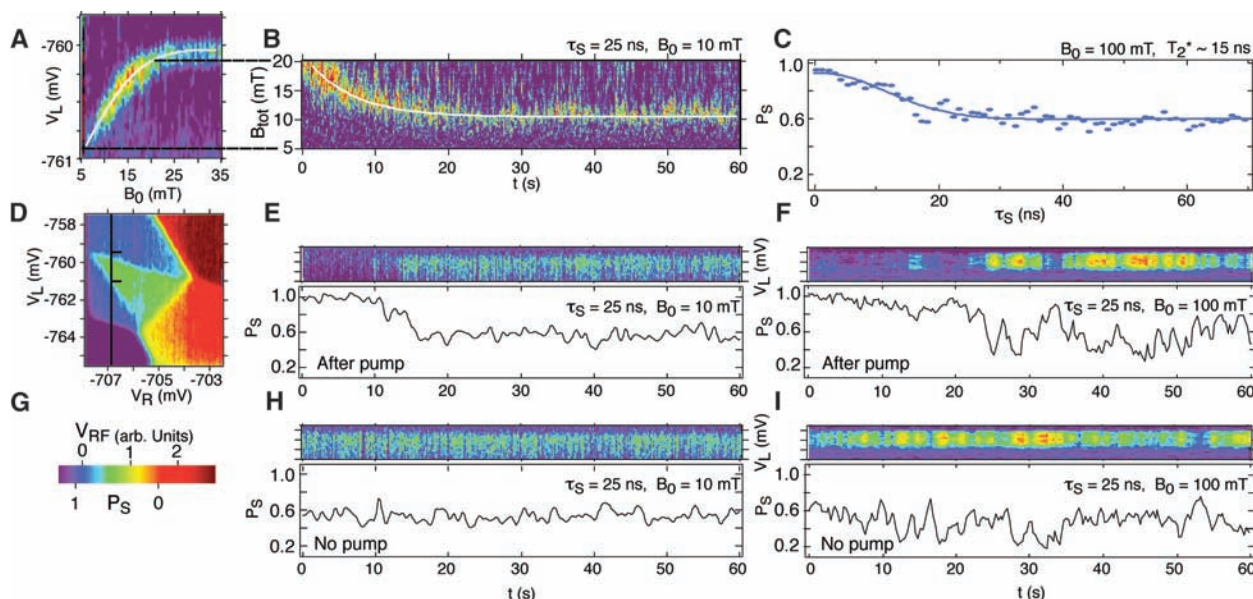 A
V_L (mV)
-760
-761
5
15
25
35
B_0 (mT)
B
τ_S = 25 ns, B_0 = 10 mT
B_tot (mT)
20
15
10
5
0
10
20
30
40
50
60
t (s)
C
B_0 = 100 mT, T_2* ~ 15 ns
P_S
1.0
0.6
0.2
0
20
40
60
τ_S (ns)
D
V_L (mV)
-758
-760
-762
-764
-707
-705
-703
V_R (mV)
E
0
10
20
30
40
50
60
P_S
1.0
0.6
0.2
τ_S = 25 ns, B_0 = 10 mT
After pump
F
V_L (mV)
0
10
20
30
40
50
60
P_S
1.0
0.6
0.2
τ_S = 25 ns, B_0 = 100 mT
After pump
G
V_RF (arb. Units)
0
2
1
P_S
0
H
P_S
1.0
0.6
0.2
τ_S = 25 ns, B_0 = 10 mT
No pump
0
10
20
30
40
50
60
t (s)
I
V_L (mV)
P_S
1.0
0.6
0.2
τ_S = 25 ns, B_0 = 100 mT
No pump
0
10
20
30
40
50
60
t (s)